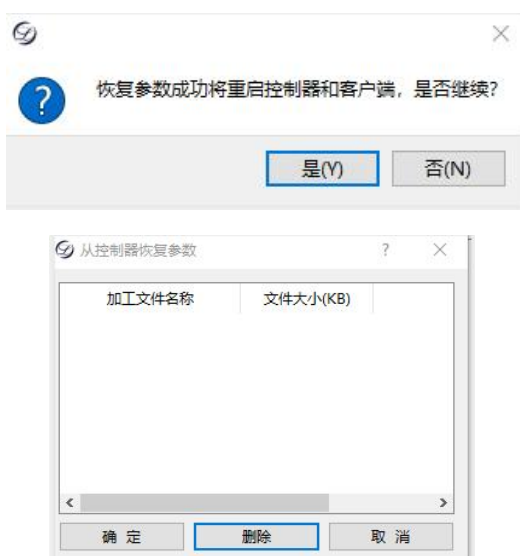 恢复参数成功将重启控制器和客户端，是否继续?
是(Y)
否(N)
从控制器恢复参数
加工文件名称 文件大小(KB)
确 定 删除 取 消